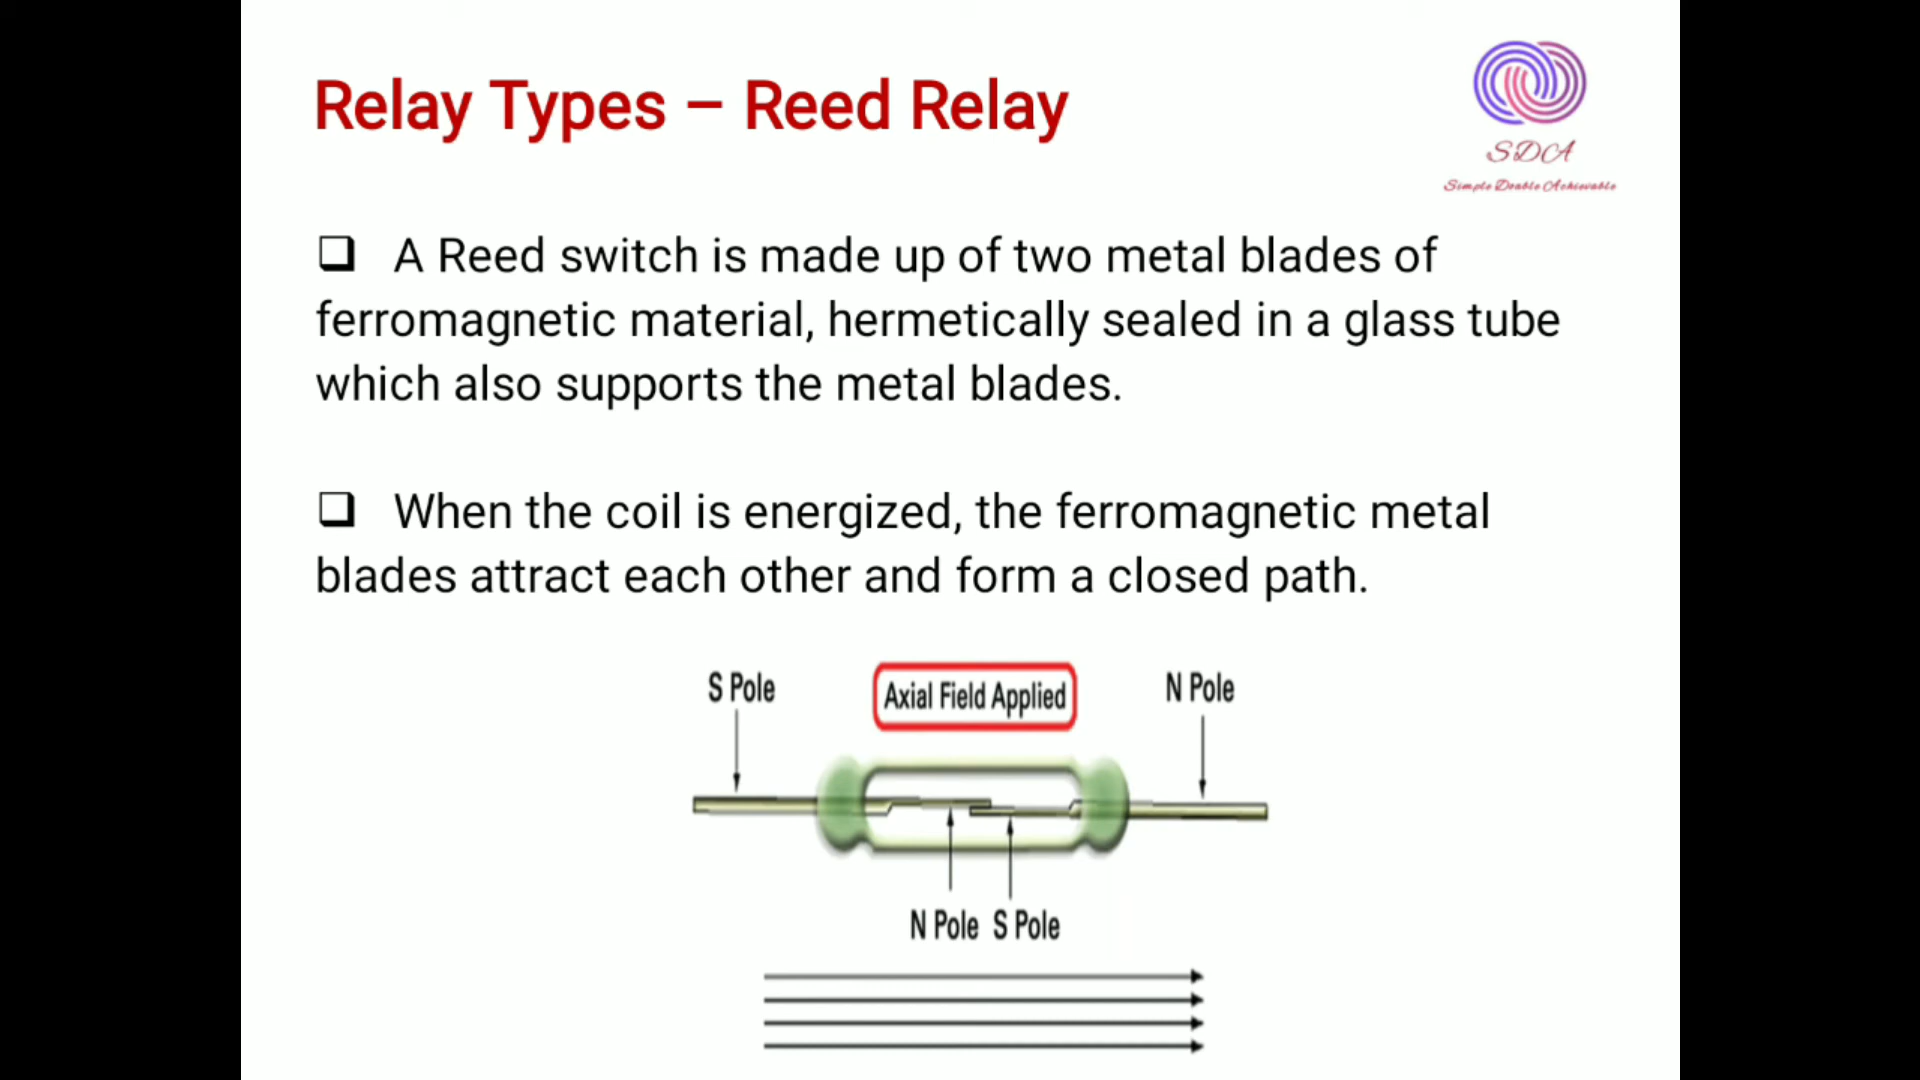 Relay Types – Reed Relay
SDA
Simple Doable Achievable
❑ A Reed switch is made up of two metal blades of
ferromagnetic material, hermetically sealed in a glass tube
which also supports the metal blades.
❑ When the coil is energized, the ferromagnetic metal
blades attract each other and form a closed path.
S Pole
Axial Field Applied
N Pole
N Pole S Pole